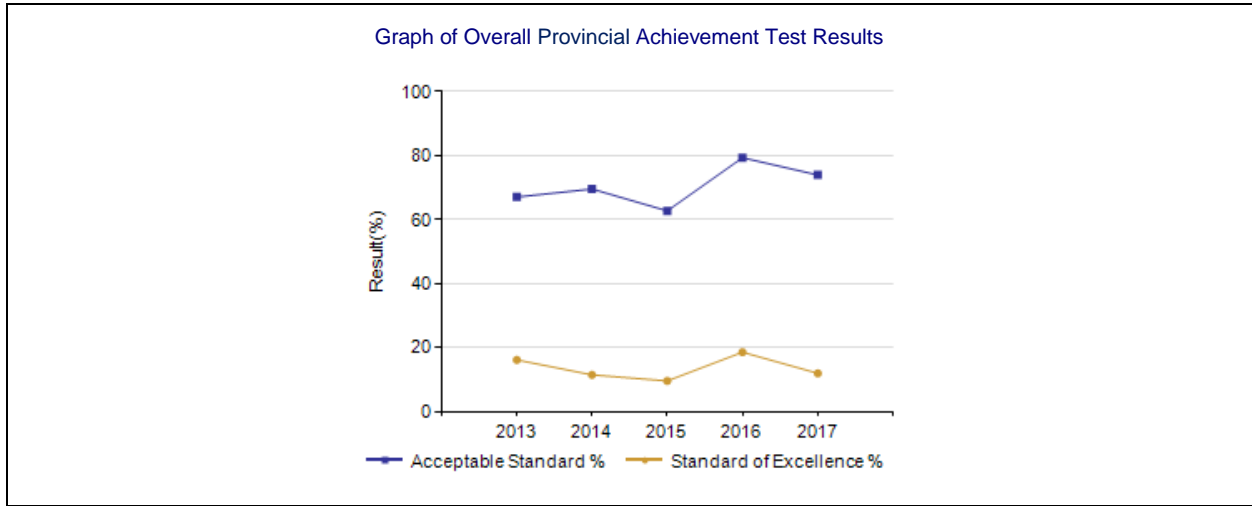 Graph of Overall Provincial Achievement Test Results
100
80
60
40
20
0
Result(%)
2013 2014 2015 2016 2017
Acceptable Standard % Standard of Excellence %